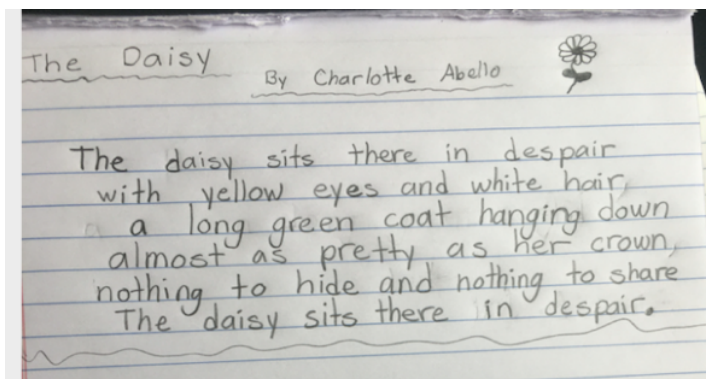 The Daisy
By Charlotte Abello
The daisy sits there in despair
with yellow eyes and white hair,
a long green coat hanging down
almost as pretty as her crown,
nothing to hide and nothing to share
The daisy sits there in despair.